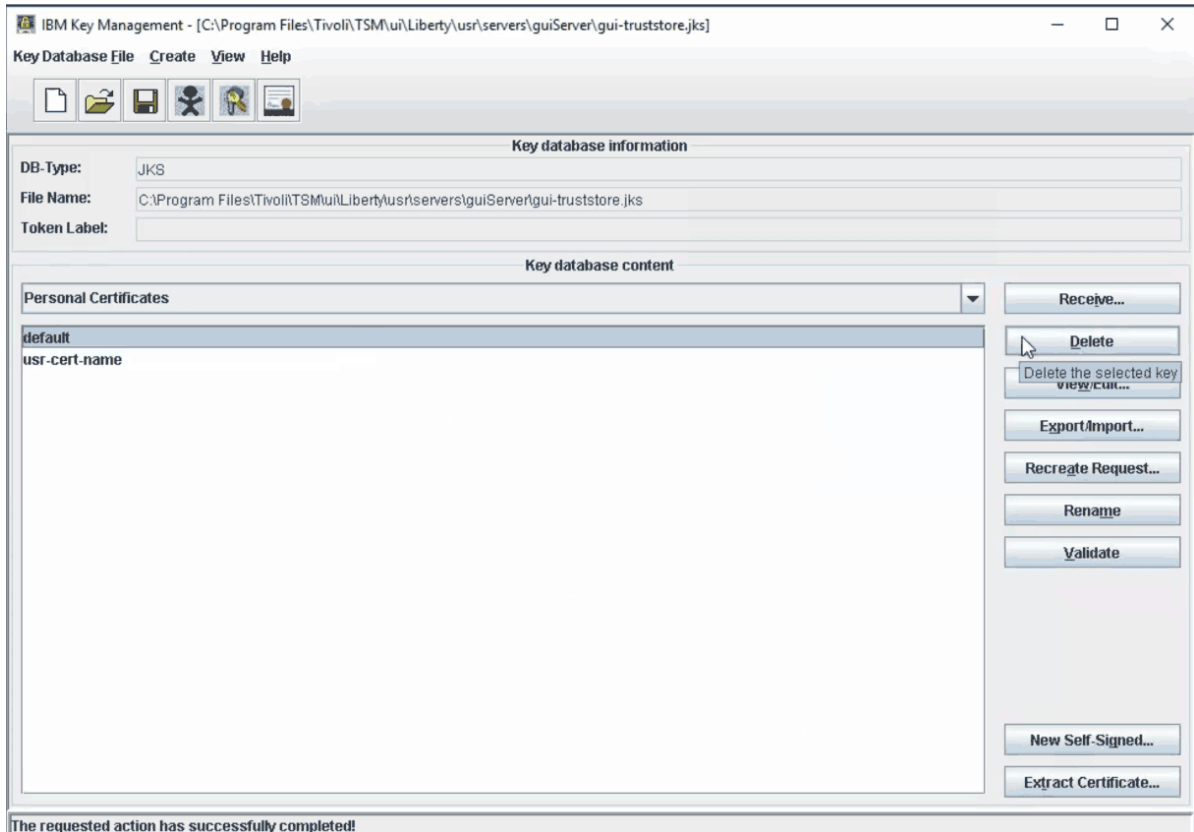 IBM Key Management - [C:\Program Files\Tivoli\TSM\ui\Liberty\usr\servers\guiServer\gui-truststore.jks]
Key Database File Create View Help
Key database information
DB-Type: JKS
File Name: C:\Program Files\Tivoli\TSM\ui\Liberty\usr\servers\guiServer\gui-truststore.jks
Token Label:
Key database content
Personal Certificates
Receive...
default
Delete
usr-cert-name
Delete the selected key
View/Edit...
Export/Import...
Recreate Request...
Rename
Validate
New Self-Signed...
Extract Certificate...
The requested action has successfully completed!